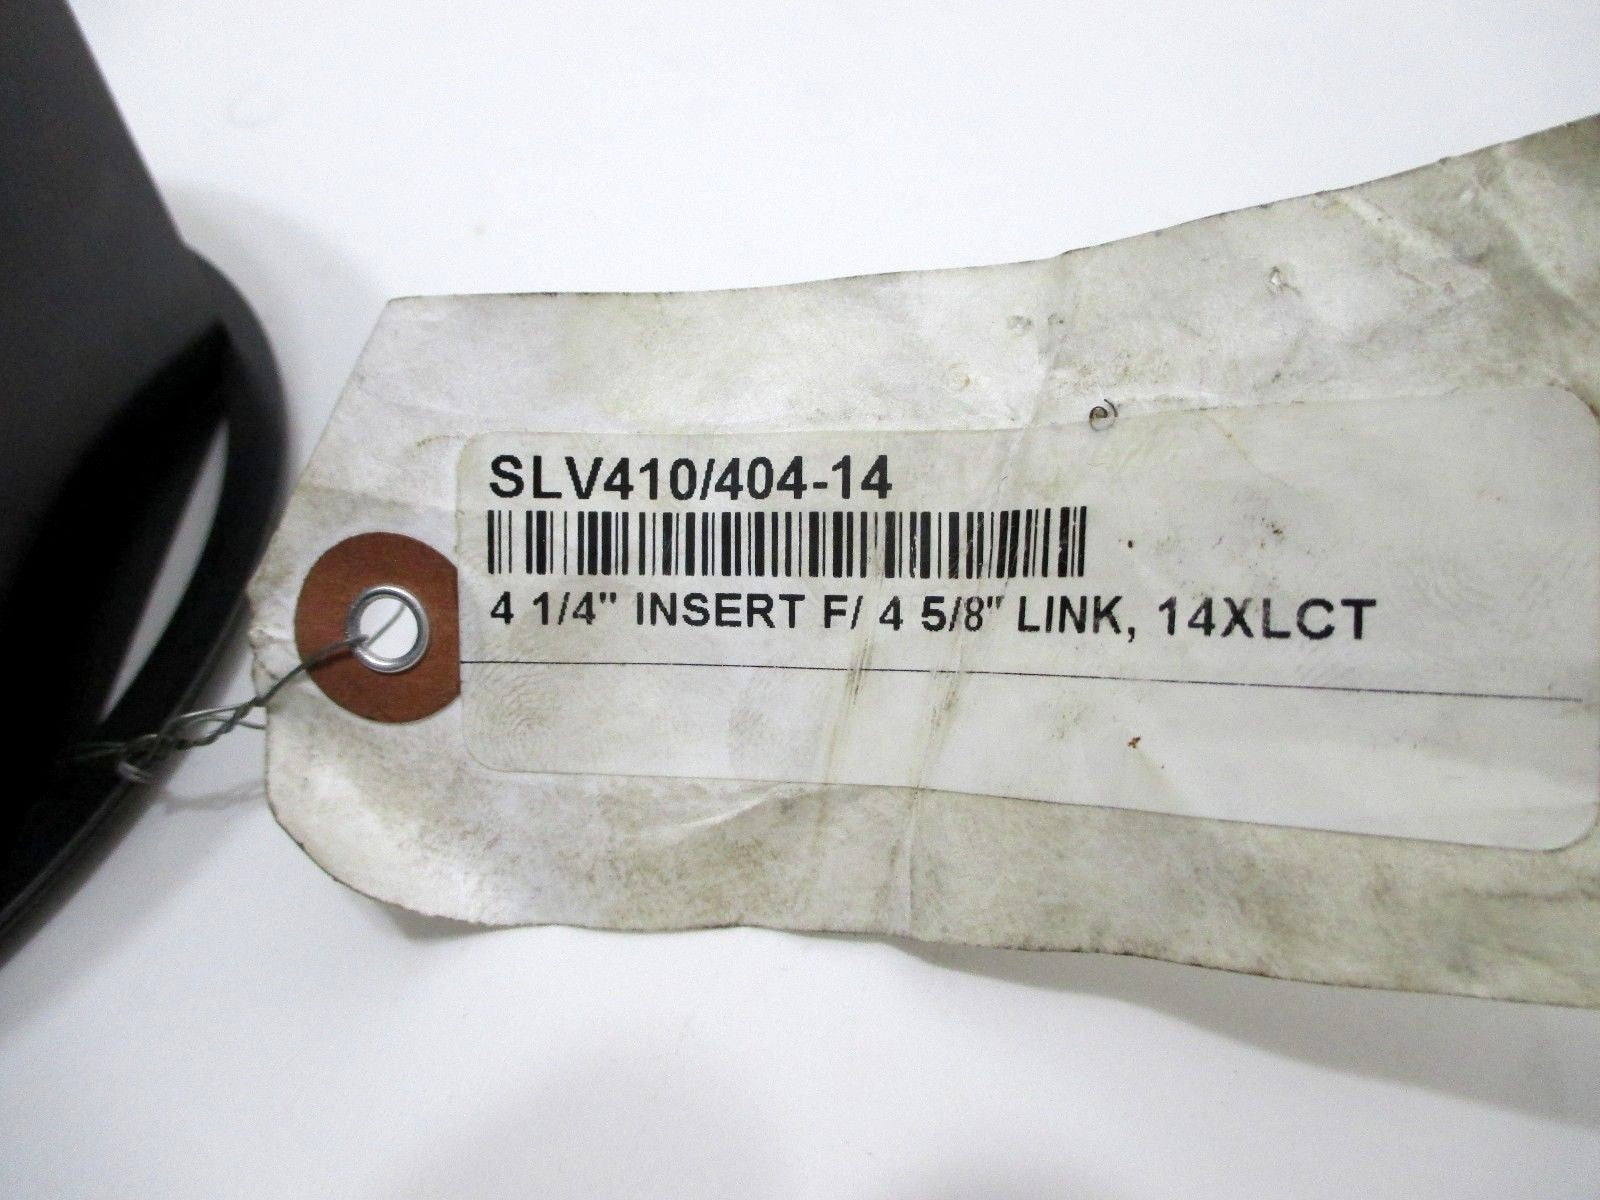 SLV410/404-14
4 1/4" INSERT F/ 4 5/8" LINK, 14XLCT